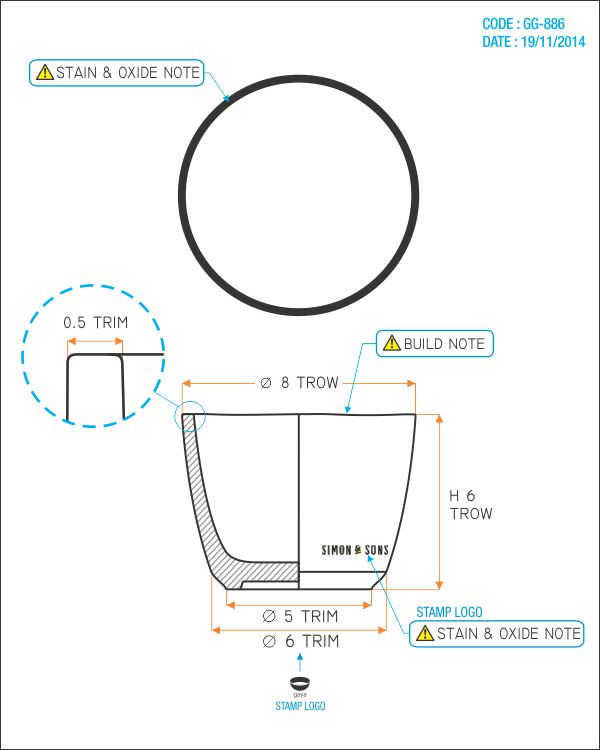 CODE : GG-886
DATE : 19/11/2014
STAIN & OXIDE NOTE
0.5 TRIM
BUILD NOTE
Ø 8 TROW
H 6
TROW
SIMON & SONS
Ø 5 TRIM
STAMP LOGO
STAIN & OXIDE NOTE
Ø 6 TRIM
gaya
STAMP LOGO